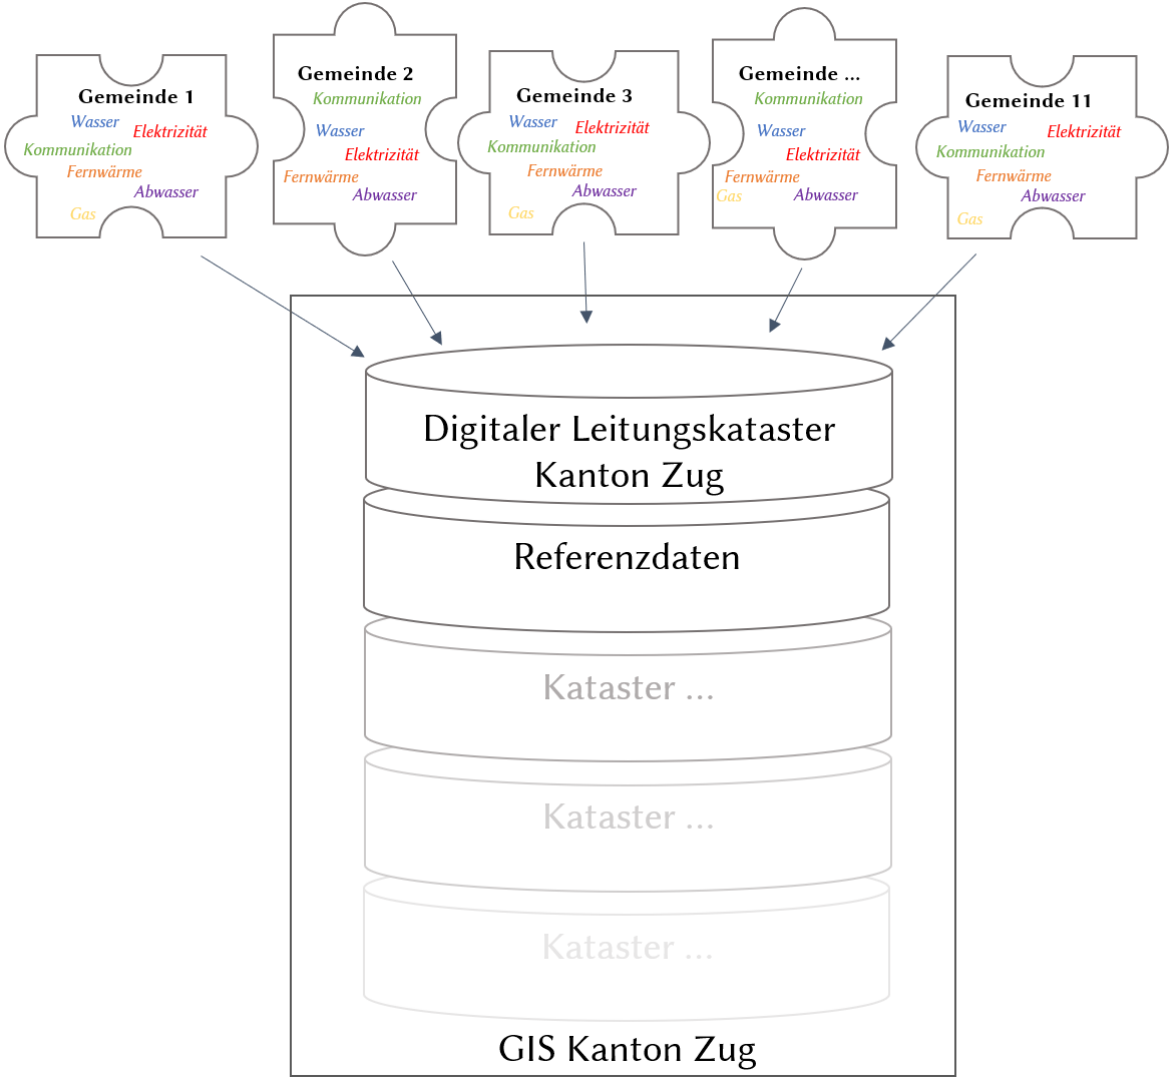 Gemeinde 1
Wasser
Elektrizität
Kommunikation
Fernwärme
Abwasser
Gas
Gemeinde 2
Kommunikation
Wasser
Elektrizität
Fernwärme
Abwasser
Gemeinde 3
Wasser
Elektrizität
Kommunikation
Fernwärme
Abwasser
Gas
Gemeinde ...
Kommunikation
Wasser
Elektrizität
Fernwärme
Gas
Abwasser
Gemeinde 11
Wasser
Elektrizität
Kommunikation
Fernwärme
Abwasser
Gas
Digitaler Leitungskataster
Kanton Zug
Referenzdaten
Kataster ...
Kataster ...
Kataster ...
GIS Kanton Zug